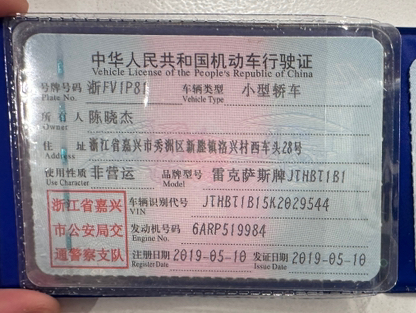 中华人民共和国机动车行驶证
Vehicle License of the People's Republic of China
号牌号码 浙FV1P81 车辆类型 小型轿车
Plate No. Vehicle Type
所有人 陈晓杰
Owner
住址 浙江省嘉兴市秀洲区新塍镇洛兴村西车头28号
Address
使用性质 非营运 品牌型号 雷克萨斯牌JTHBT1B1
Use Character Model
浙江省嘉兴 车辆识别代号 JTHBT1B15K2029544
VIN
市公安局交 发动机号码 6ARP519984
Engine No.
通警察支队 注册日期 2019-05-10 发证日期 2019-05-10
Register Date Issue Date